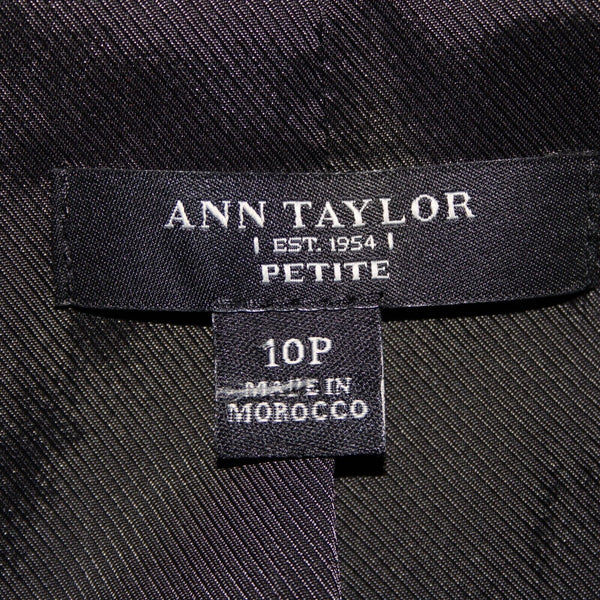 ANN TAYLOR
| EST. 1954 |
PETITE
10P
MADE IN
MOROCCO